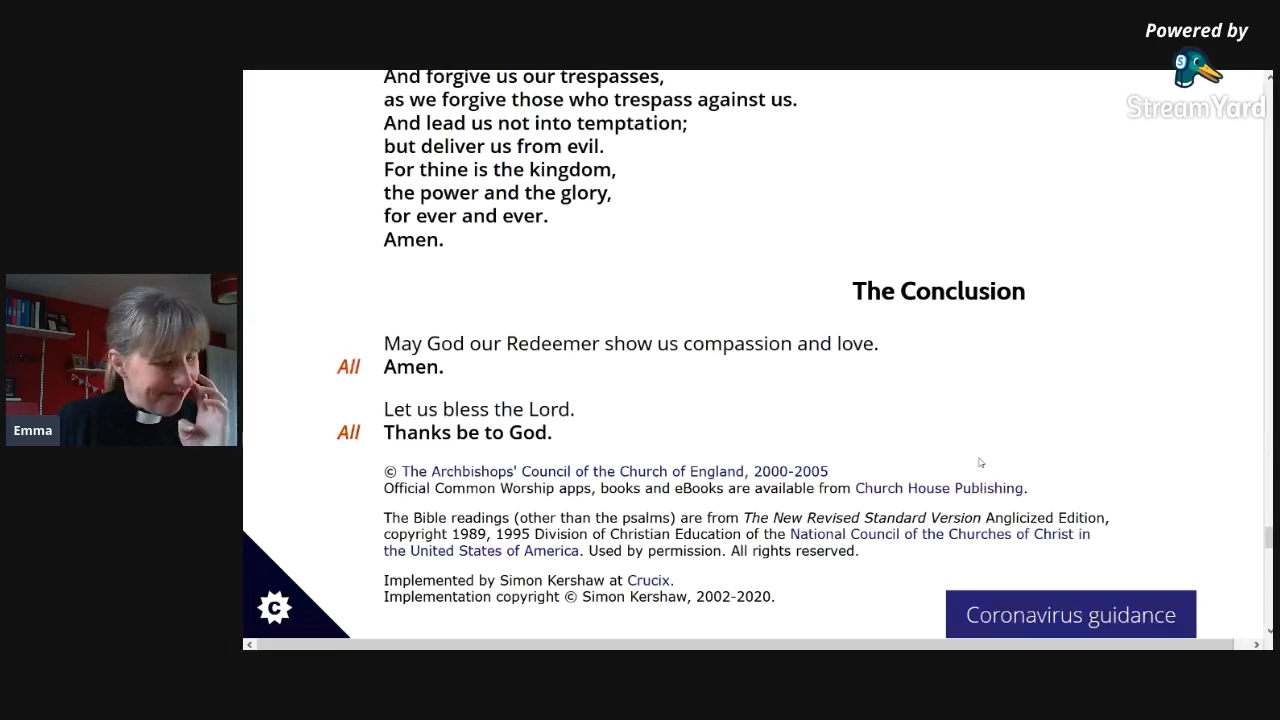 Powered by
StreamYard
And forgive us our trespasses,
as we forgive those who trespass against us.
And lead us not into temptation;
but deliver us from evil.
For thine is the kingdom,
the power and the glory,
for ever and ever.
Amen.
The Conclusion
May God our Redeemer show us compassion and love.
All Amen.
Let us bless the Lord.
All Thanks be to God.
Emma
© The Archbishops' Council of the Church of England, 2000-2005
Official Common Worship apps, books and eBooks are available from Church House Publishing.
The Bible readings (other than the psalms) are from The New Revised Standard Version Anglicized Edition,
copyright 1989, 1995 Division of Christian Education of the National Council of the Churches of Christ in
the United States of America. Used by permission. All rights reserved.
Implemented by Simon Kershaw at Crucix.
Implementation copyright © Simon Kershaw, 2002-2020.
C
Coronavirus guidance